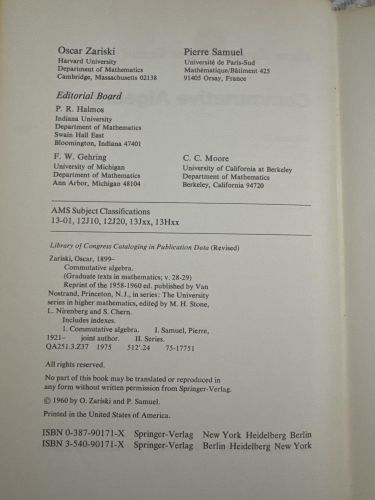 Oscar Zariski
Harvard University
Department of Mathematics
Cambridge, Massachusetts 02138
Pierre Samuel
Université de Paris-Sud
Mathématique/Bâtiment 425
91405 Orsay, France
Editorial Board
P. R. Halmos
Indiana University
Department of Mathematics
Swain Hall East
Bloomington, Indiana 47401
F. W. Gehring
University of Michigan
Department of Mathematics
Ann Arbor, Michigan 48104
C. C. Moore
University of California at Berkeley
Department of Mathematics
Berkeley, California 94720
AMS Subject Classifications
13-01, 12J10, 12J20, 13Jxx, 13Hxx
Library of Congress Cataloging in Publication Data (Revised)
Zariski, Oscar, 1899–
Commutative algebra.
(Graduate texts in mathematics; v. 28-29)
Reprint of the 1958-1960 ed. published by Van
Nostrand, Princeton, N.J., in series: The University
series in higher mathematics, edited by M. H. Stone,
L. Nirenberg and S. Chern.
Includes indexes.
1. Commutative algebra. I. Samuel, Pierre,
1921– joint author. II. Series.
QA251.3.Z37 1975 512'.24 75-17751
All rights reserved.
No part of this book may be translated or reproduced in
any form without written permission from Springer-Verlag.
© 1960 by O. Zariski and P. Samuel.
Printed in the United States of America.
ISBN 0-387-90171-X Springer-Verlag New York Heidelberg Berlin
ISBN 3-540-90171-X Springer-Verlag Berlin Heidelberg New York